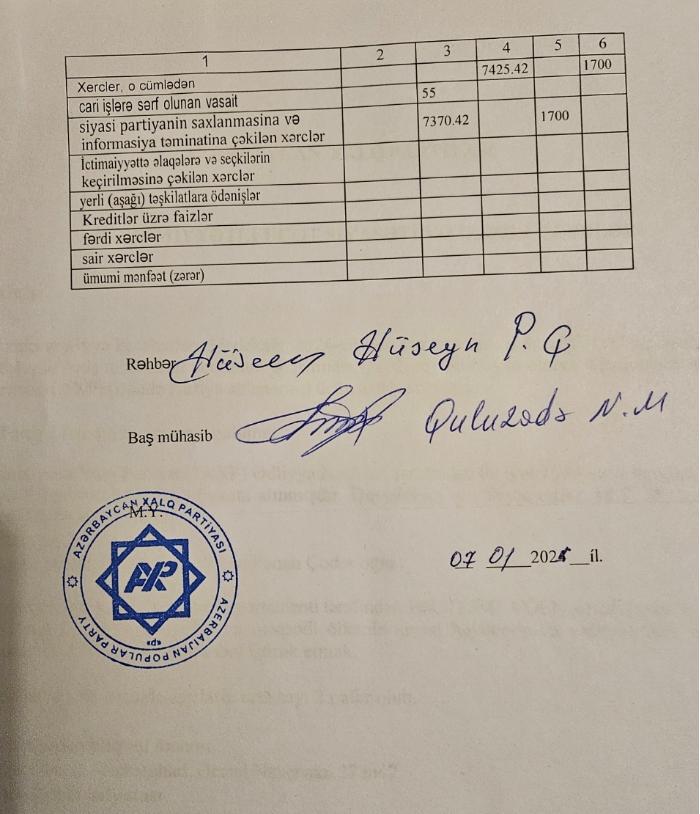 1 2 3 4 5 6
Xercler, o cümlədən 7425.42 1700
cari işlərə sərf olunan vəsait 55
siyasi partiyanin saxlanmasina və
informasiya təminatina çəkilən xərclər 7370.42 1700
İctimaiyyətlə əlaqələrə və seçkilərin
keçirilməsinə çəkilən xərclər
yerli (aşağı) təşkilatlara ödənişlər
Kreditlər üzrə faizlər
fərdi xərclər
sair xərclər
ümumi mənfəət (zərər)
Rəhbər Hüseyn P. Q
Baş mühasib Quluzadə N. M
AZƏRBAYCAN XALQ PARTİYASI
M.Y.
AZERBAIJAN POPULAR PARTY
07 01 2025 il.